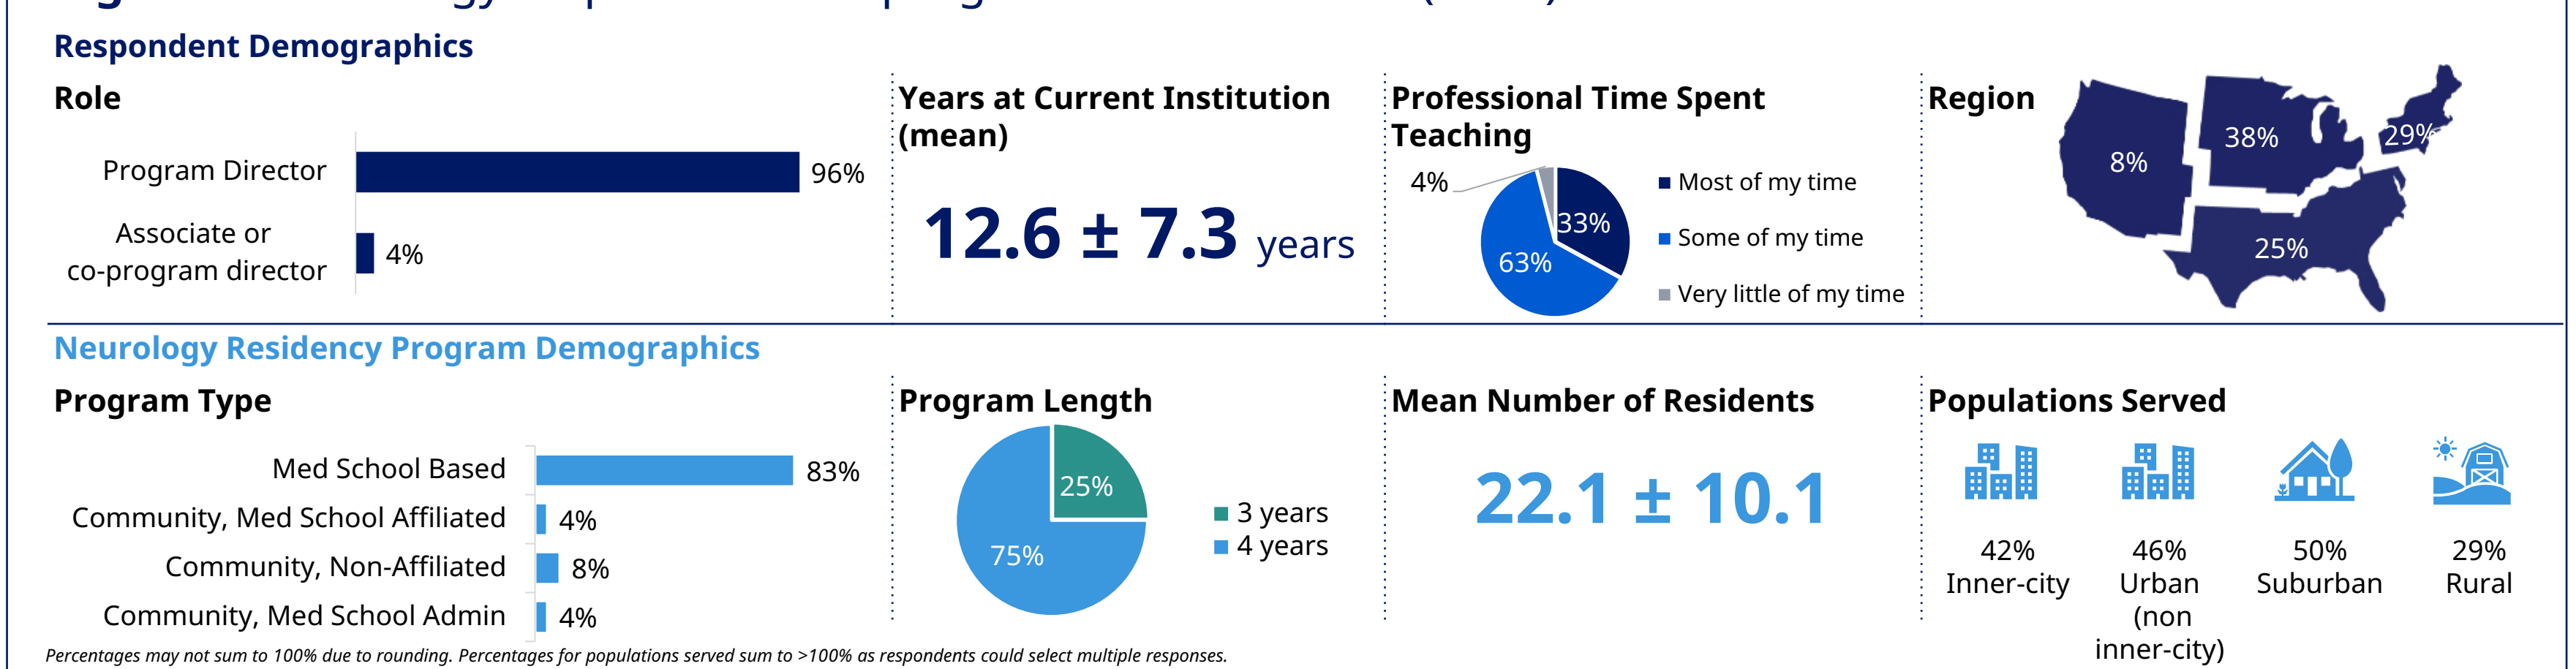 Respondent Demographics
Role
Program Director
96%
Associate or
co-program director
4%
Years at Current Institution
(mean)
12.6 ± 7.3 years
Professional Time Spent
Teaching
4%
33%
63%
Most of my time
Some of my time
Very little of my time
Region
8%
38%
29%
25%
Neurology Residency Program Demographics
Program Type
Med School Based
83%
Community, Med School Affiliated
4%
Community, Non-Affiliated
8%
Community, Med School Admin
4%
Program Length
25%
75%
3 years
4 years
Mean Number of Residents
22.1 ± 10.1
Populations Served
42%
Inner-city
46%
Urban
(non
inner-city)
50%
Suburban
29%
Rural
Percentages may not sum to 100% due to rounding. Percentages for populations served sum to >100% as respondents could select multiple responses.